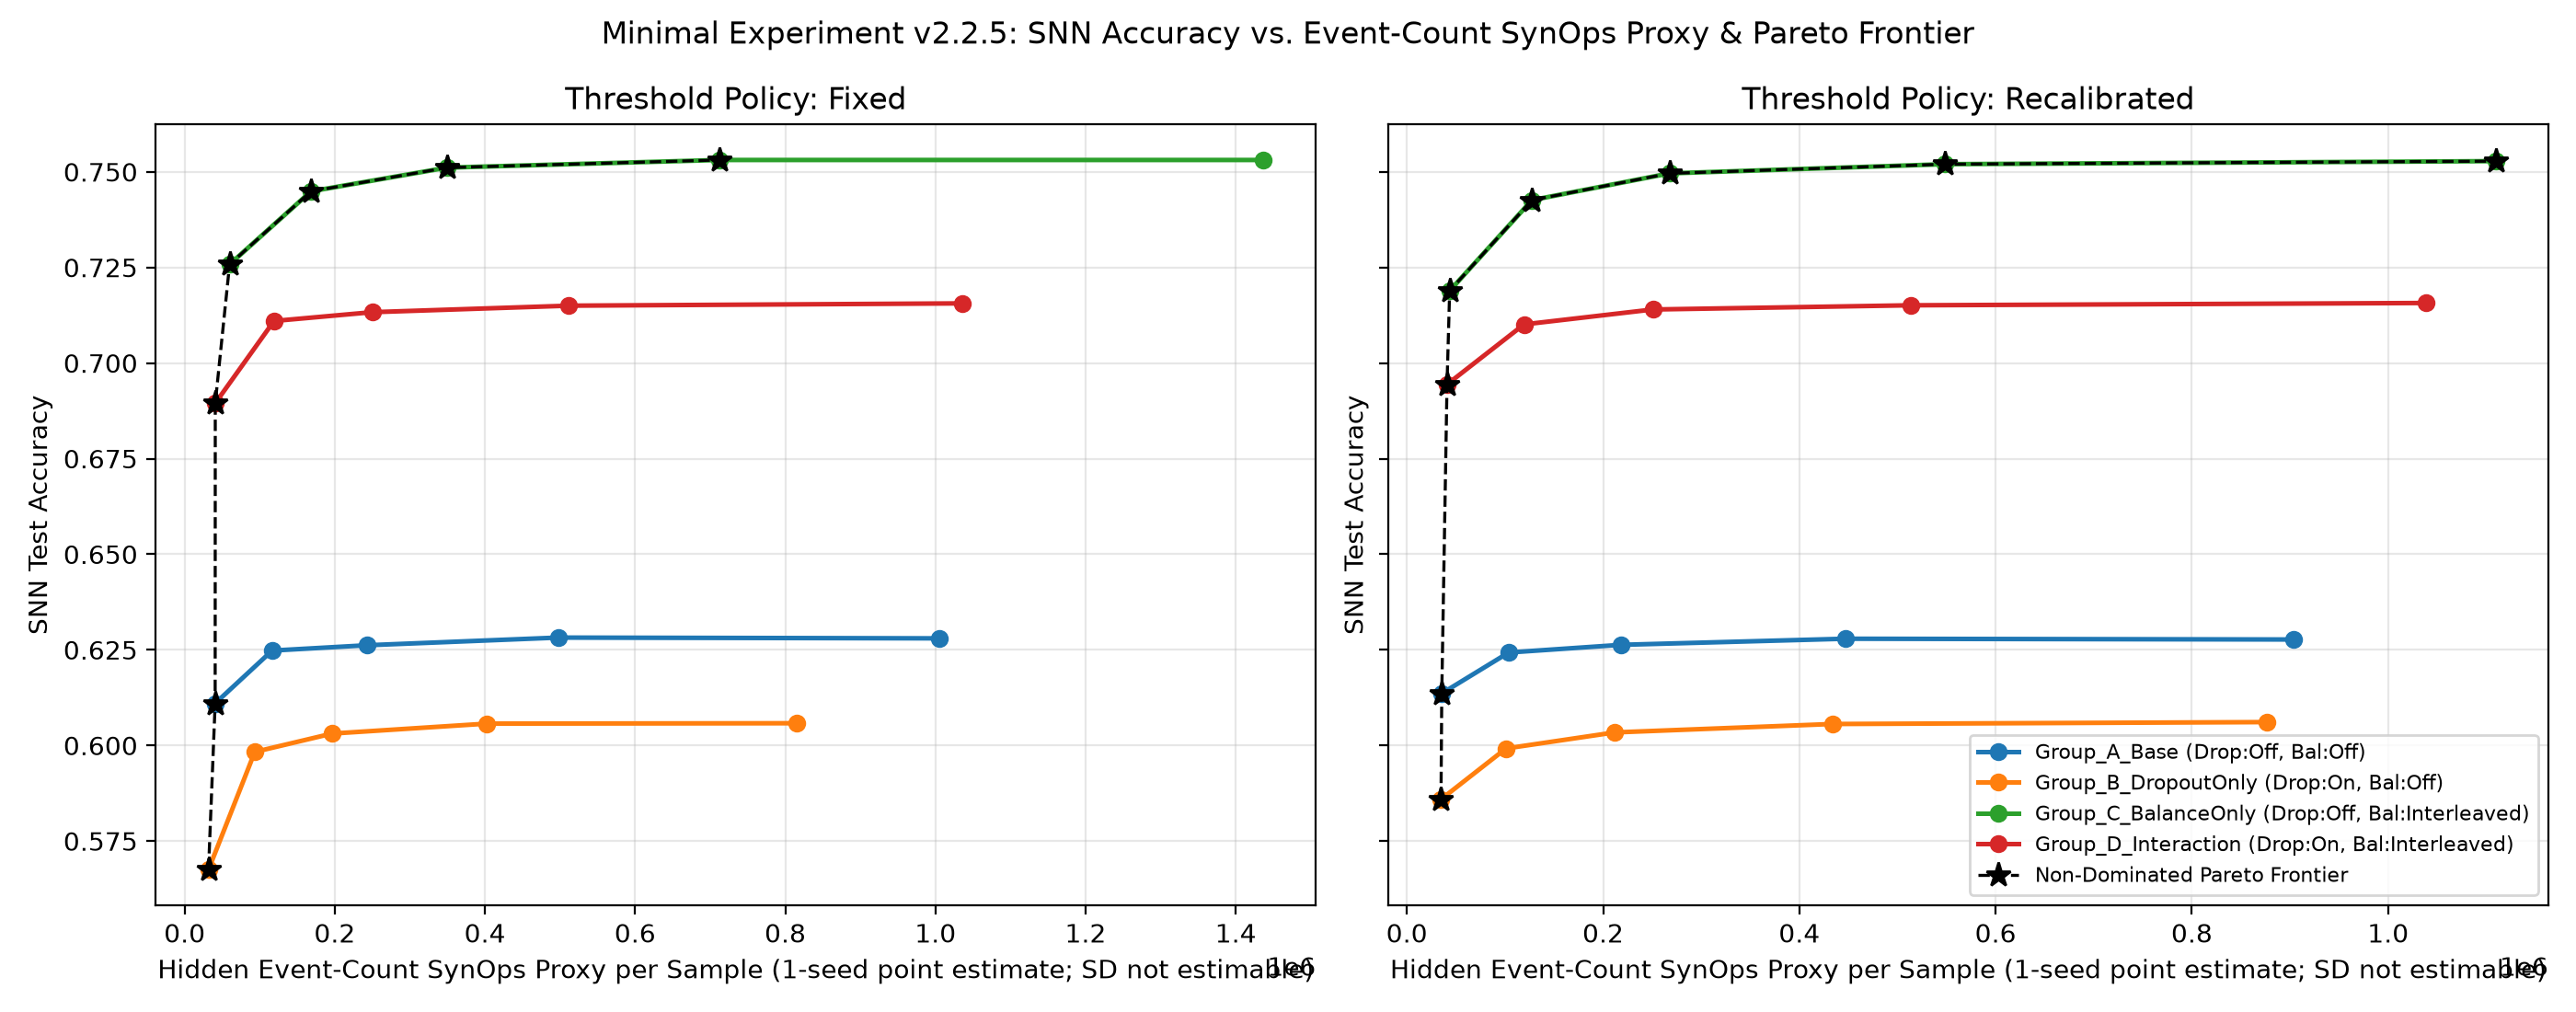 Minimal Experiment v2.2.5: SNN Accuracy vs. Event-Count SynOps Proxy & Pareto Frontier
Threshold Policy: Fixed
SNN Test Accuracy
0.750
0.725
0.700
0.675
0.650
0.625
0.600
0.575
0.0 0.2 0.4 0.6 0.8 1.0 1.2 1.4
Hidden Event-Count SynOps Proxy per Sample (1-seed point estimate; SD not estimable)
1e6
Threshold Policy: Recalibrated
SNN Test Accuracy
Group_A_Base (Drop:Off, Bal:Off)
Group_B_DropoutOnly (Drop:On, Bal:Off)
Group_C_BalanceOnly (Drop:Off, Bal:Interleaved)
Group_D_Interaction (Drop:On, Bal:Interleaved)
Non-Dominated Pareto Frontier
0.0 0.2 0.4 0.6 0.8 1.0
Hidden Event-Count SynOps Proxy per Sample (1-seed point estimate; SD not estimable)
1e6